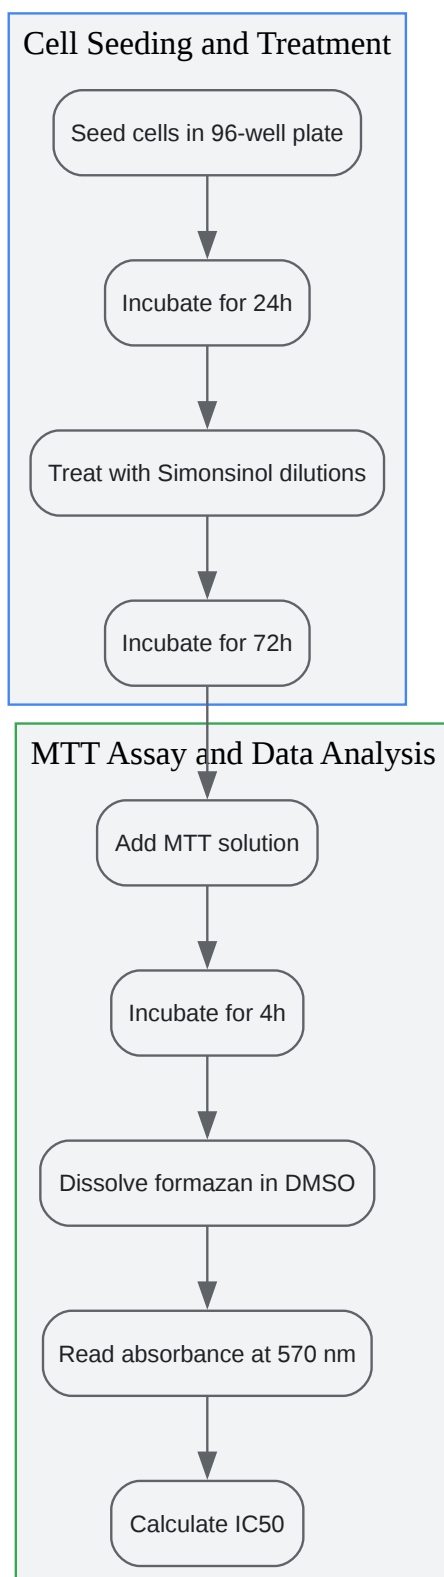 Cell Seeding and Treatment
Seed cells in 96-well plate
Incubate for 24h
Treat with Simonsinol dilutions
Incubate for 72h
MTT Assay and Data Analysis
Add MTT solution
Incubate for 4h
Dissolve formazan in DMSO
Read absorbance at 570 nm
Calculate IC50